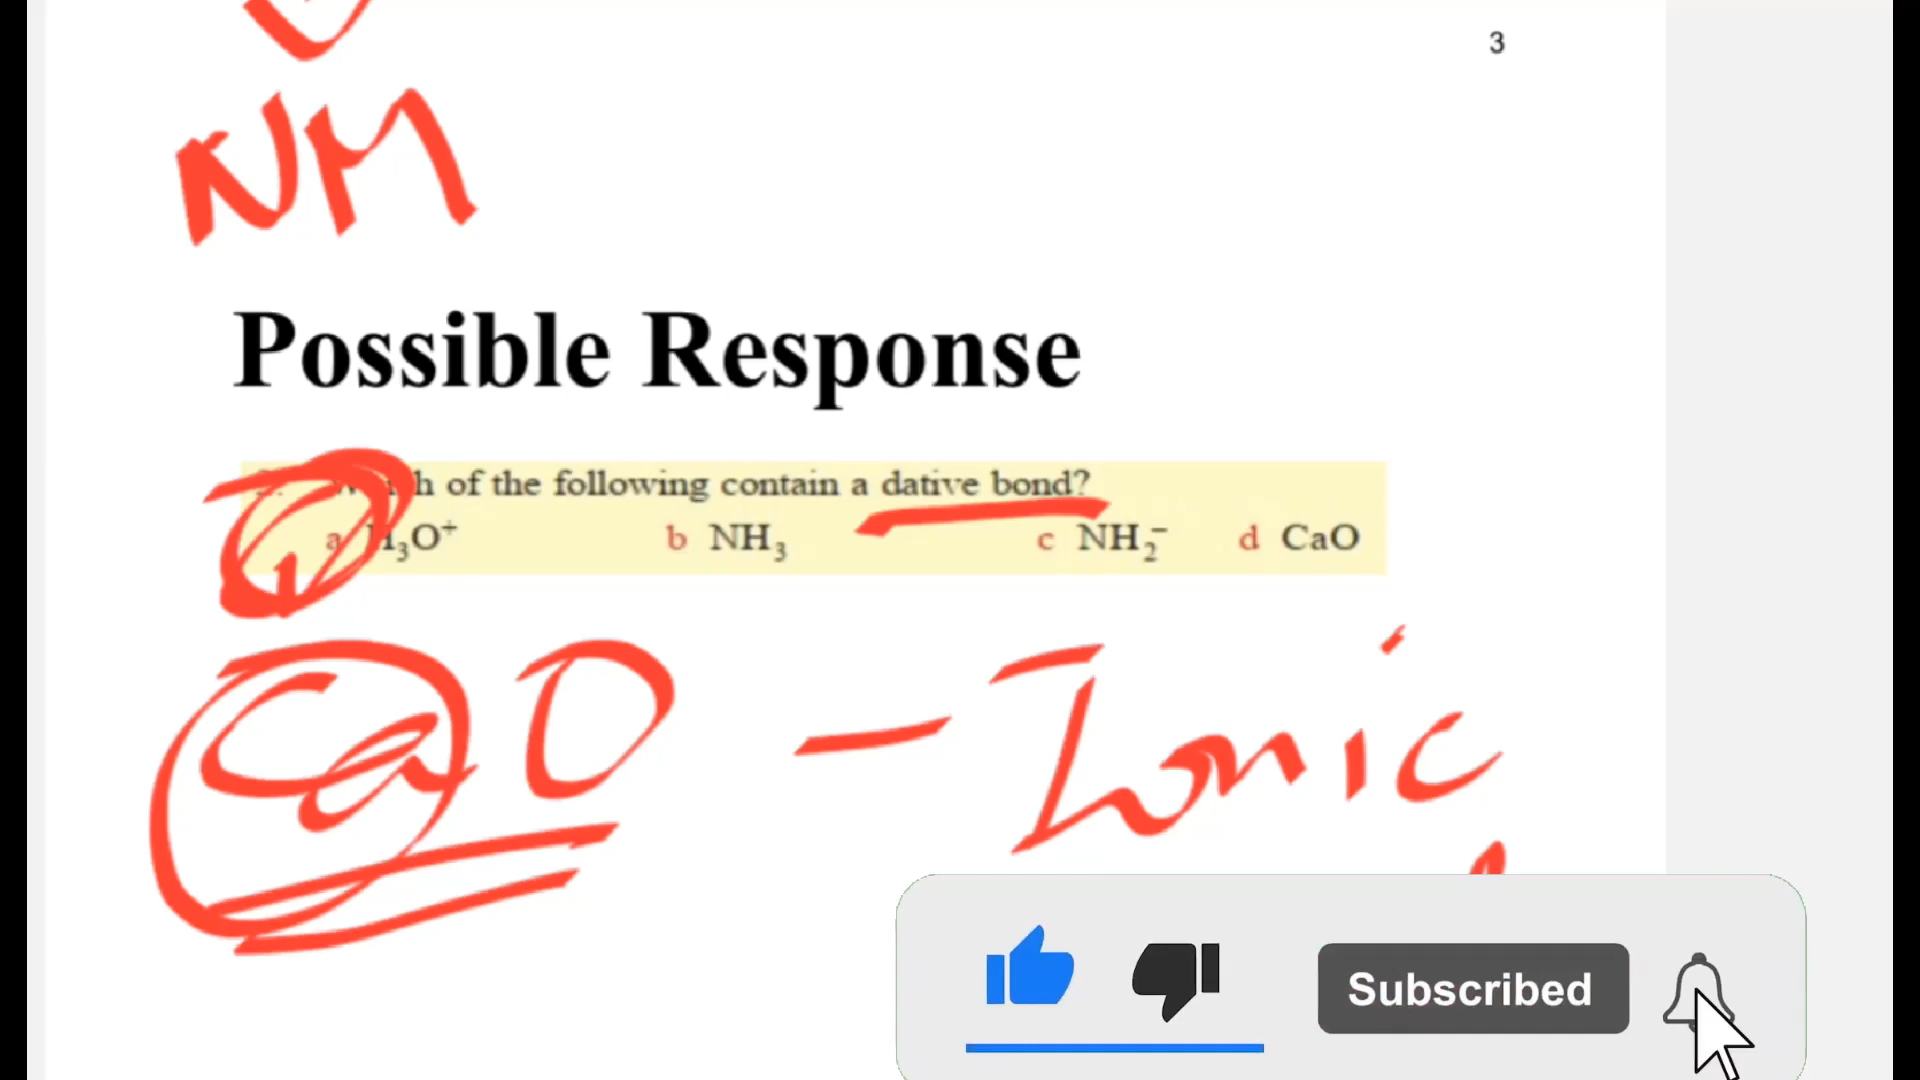 3
NM
Possible Response
h of the following contain a dative bond?
a H₃O⁺ b NH₃ c NH₂⁻ d CaO
CaO - Ionic
Subscribed